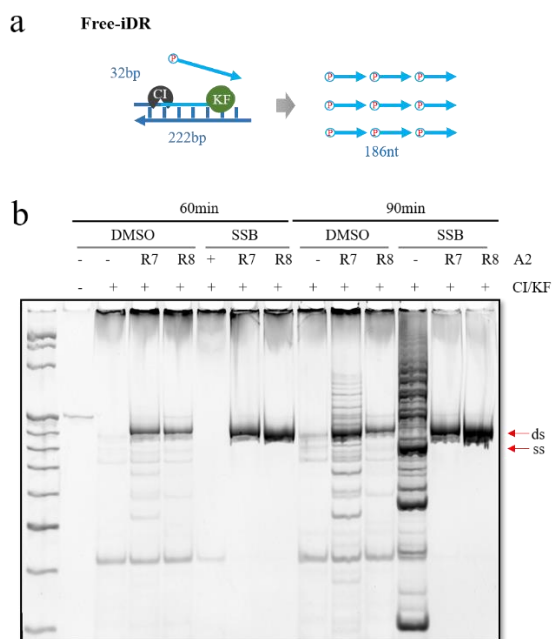 a
Free-iDR
P
32bp
CI
KF
222bp
P P P
P P P
P P P
186nt
b
60min 90min
DMSO SSB DMSO SSB
- - R7 R8 + R7 R8 - R7 R8 - R7 R8 A2
- + + + + + + + + + + + + CI/KF
ds
ss